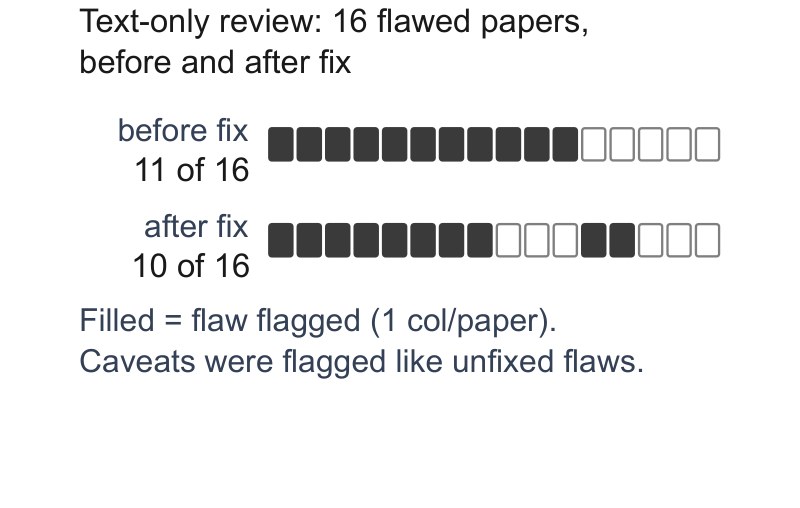 Text-only review: 16 flawed papers,
before and after fix
before fix
11 of 16
after fix
10 of 16
Filled = flaw flagged (1 col/paper).
Caveats were flagged like unfixed flaws.